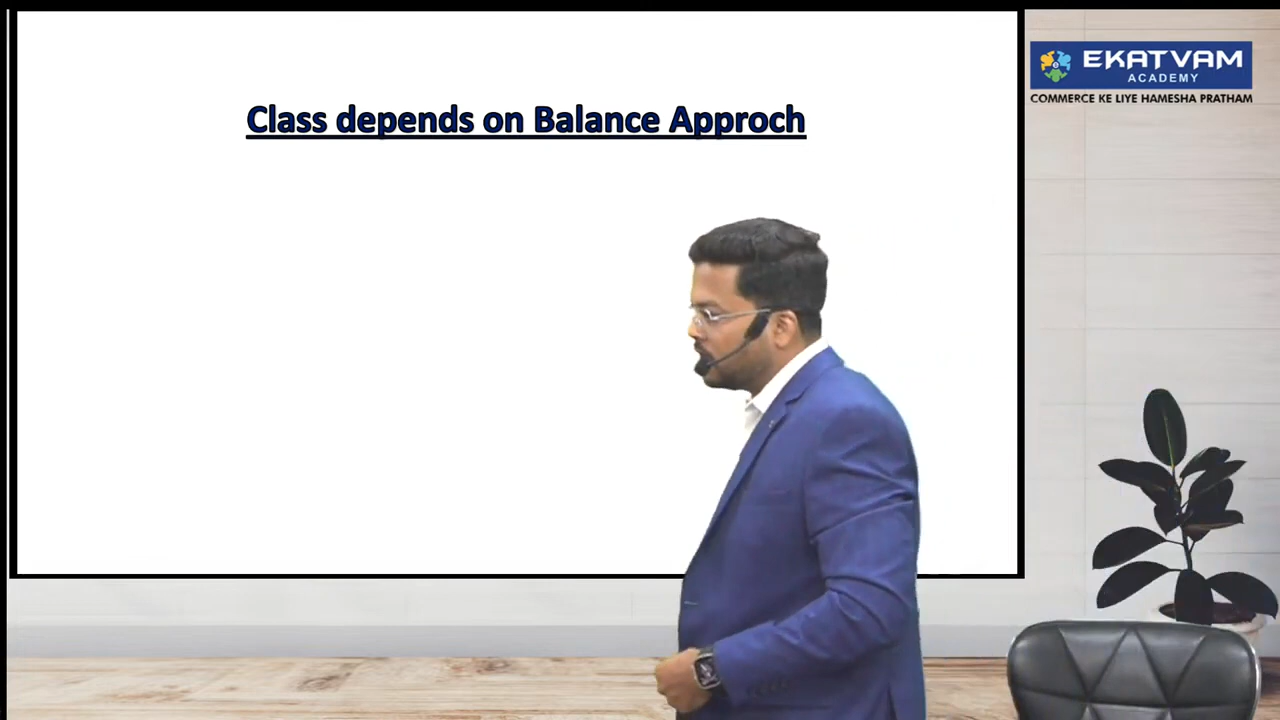 Class depends on Balance Approch
EKATVAM
ACADEMY
COMMERCE KE LIYE HAMESHA PRATHAM